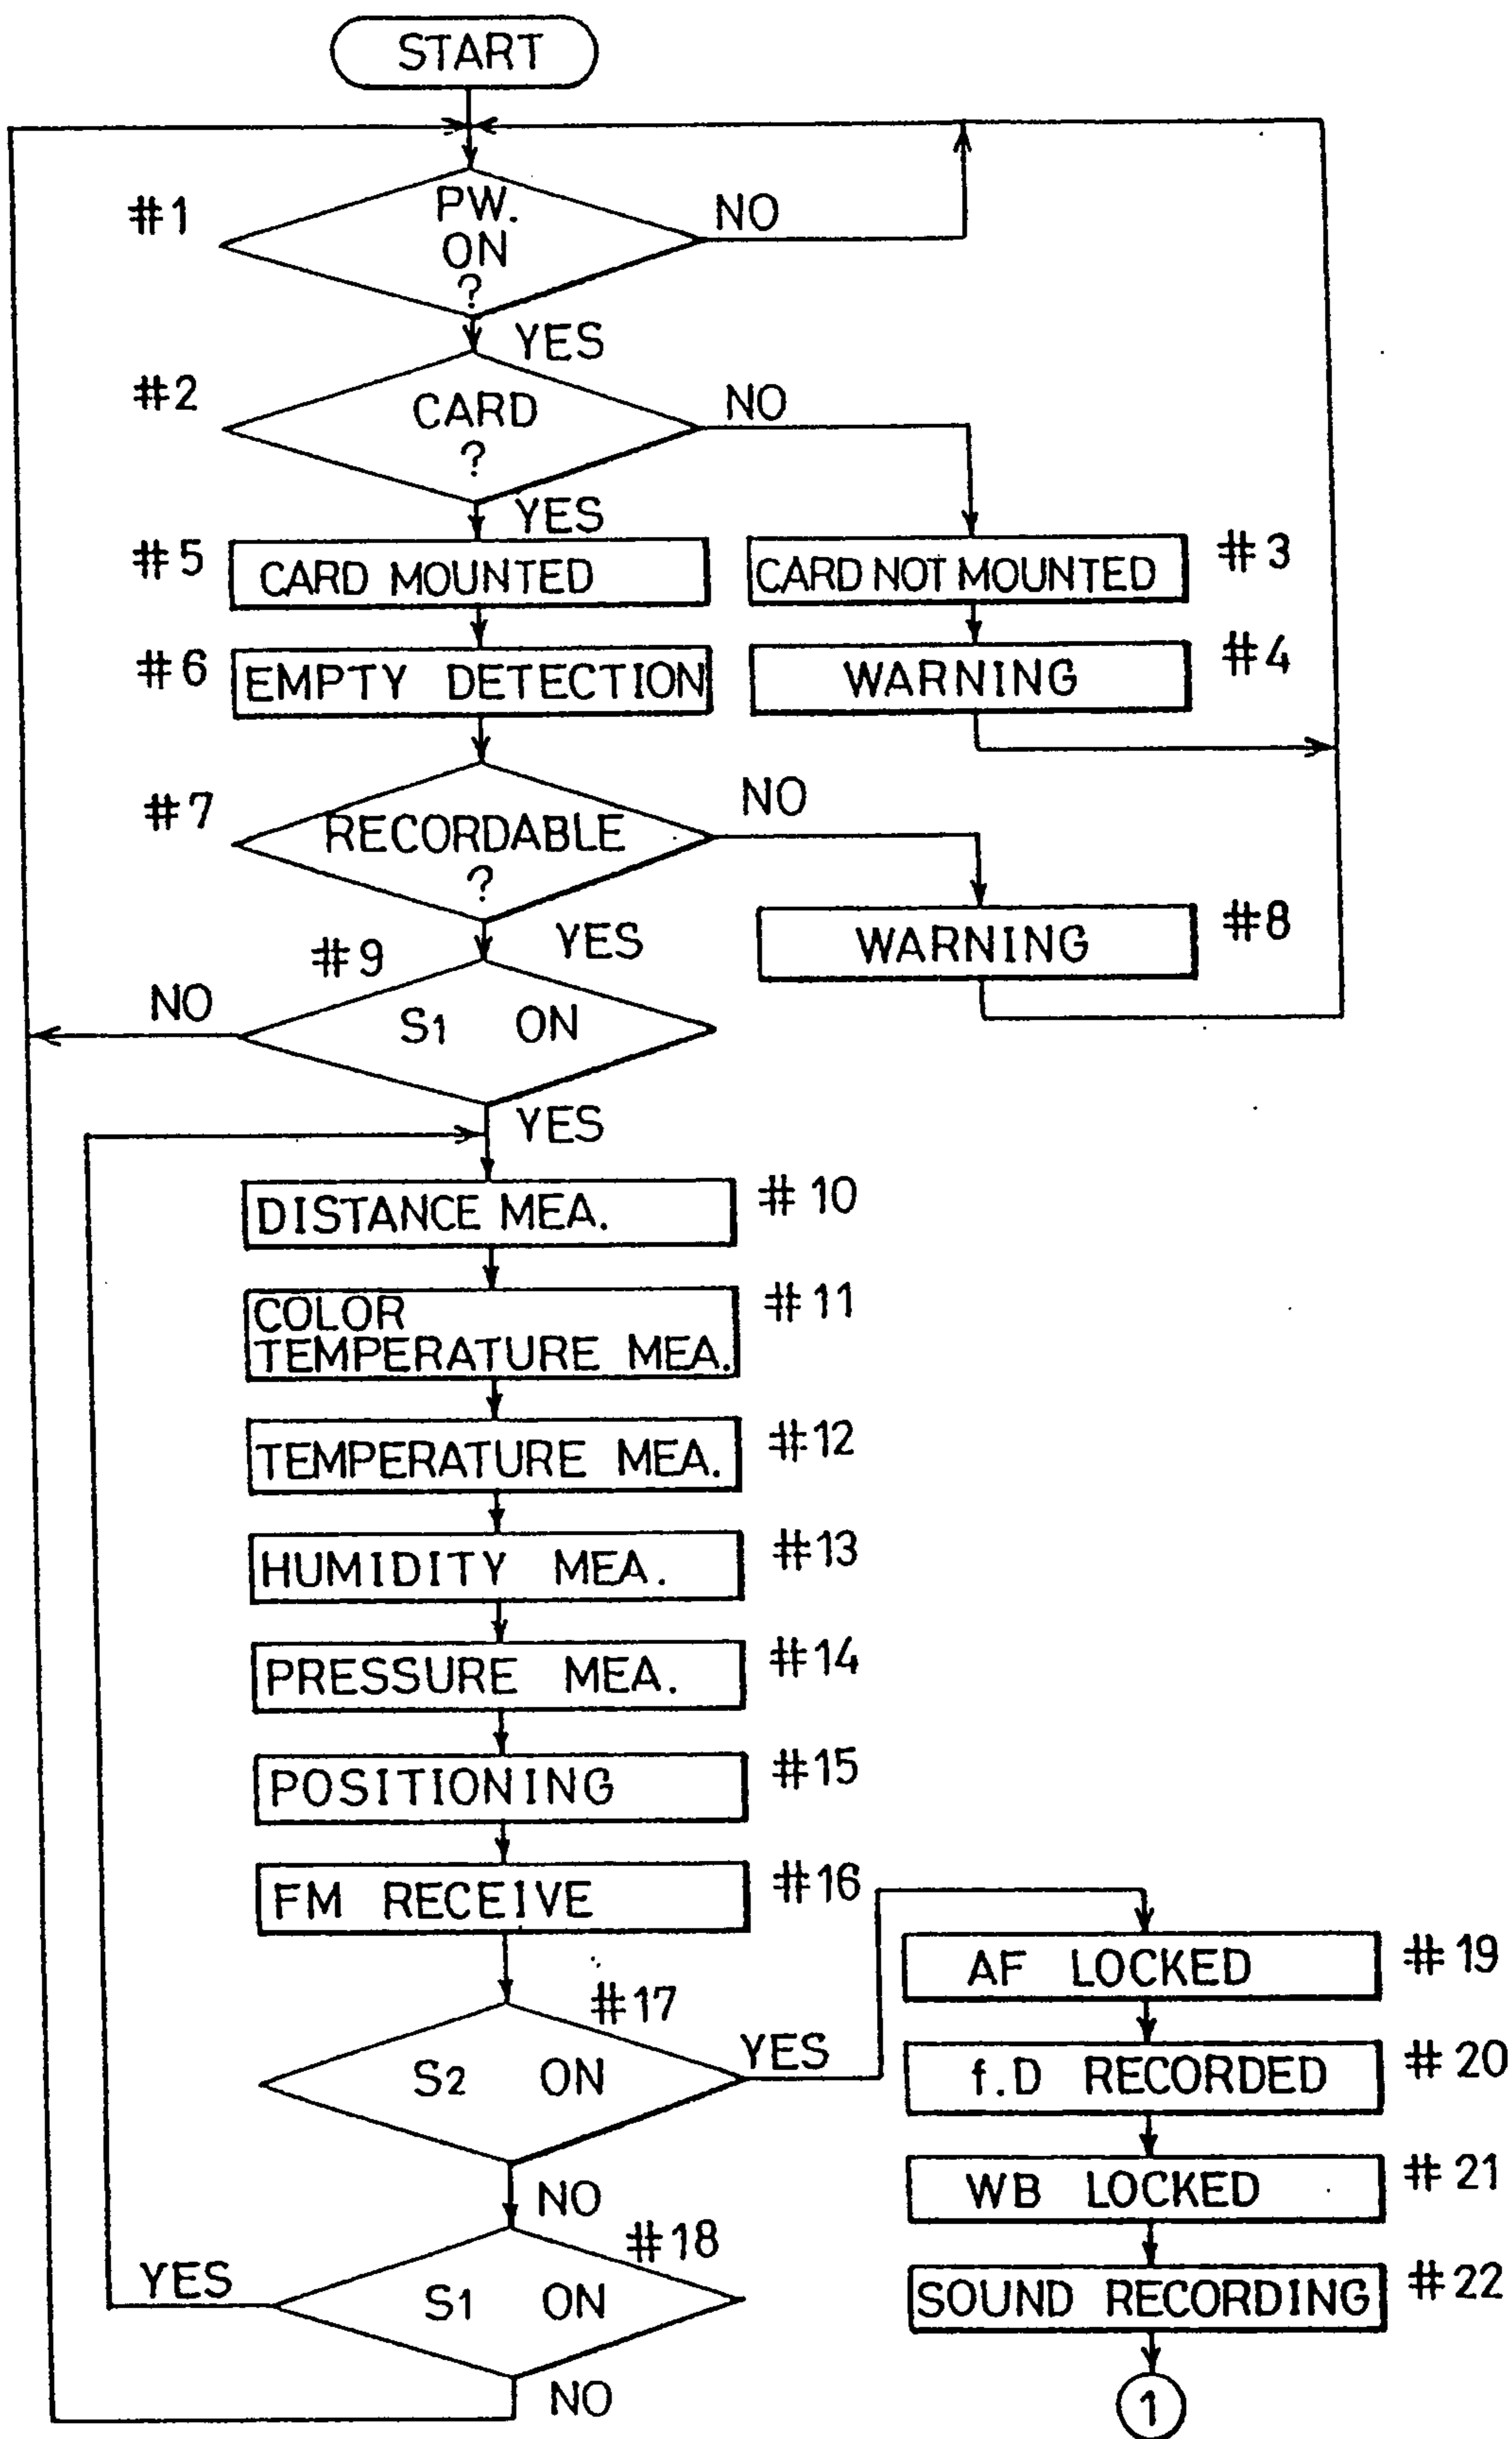 START
#1
PW.
ON
?
NO
YES
#2
CARD
?
NO
YES
#5
CARD MOUNTED
CARD NOT MOUNTED
#3
#6
EMPTY DETECTION
WARNING
#4
#7
RECORDABLE
?
NO
YES
WARNING
#8
#9
NO
S1 ON
YES
DISTANCE MEA.
#10
COLOR
TEMPERATURE MEA.
#11
TEMPERATURE MEA.
#12
HUMIDITY MEA.
#13
PRESSURE MEA.
#14
POSITIONING
#15
FM RECEIVE
#16
#17
S2 ON
YES
NO
#18
YES
S1 ON
NO
AF LOCKED
#19
f.D RECORDED
#20
WB LOCKED
#21
SOUND RECORDING
#22
1